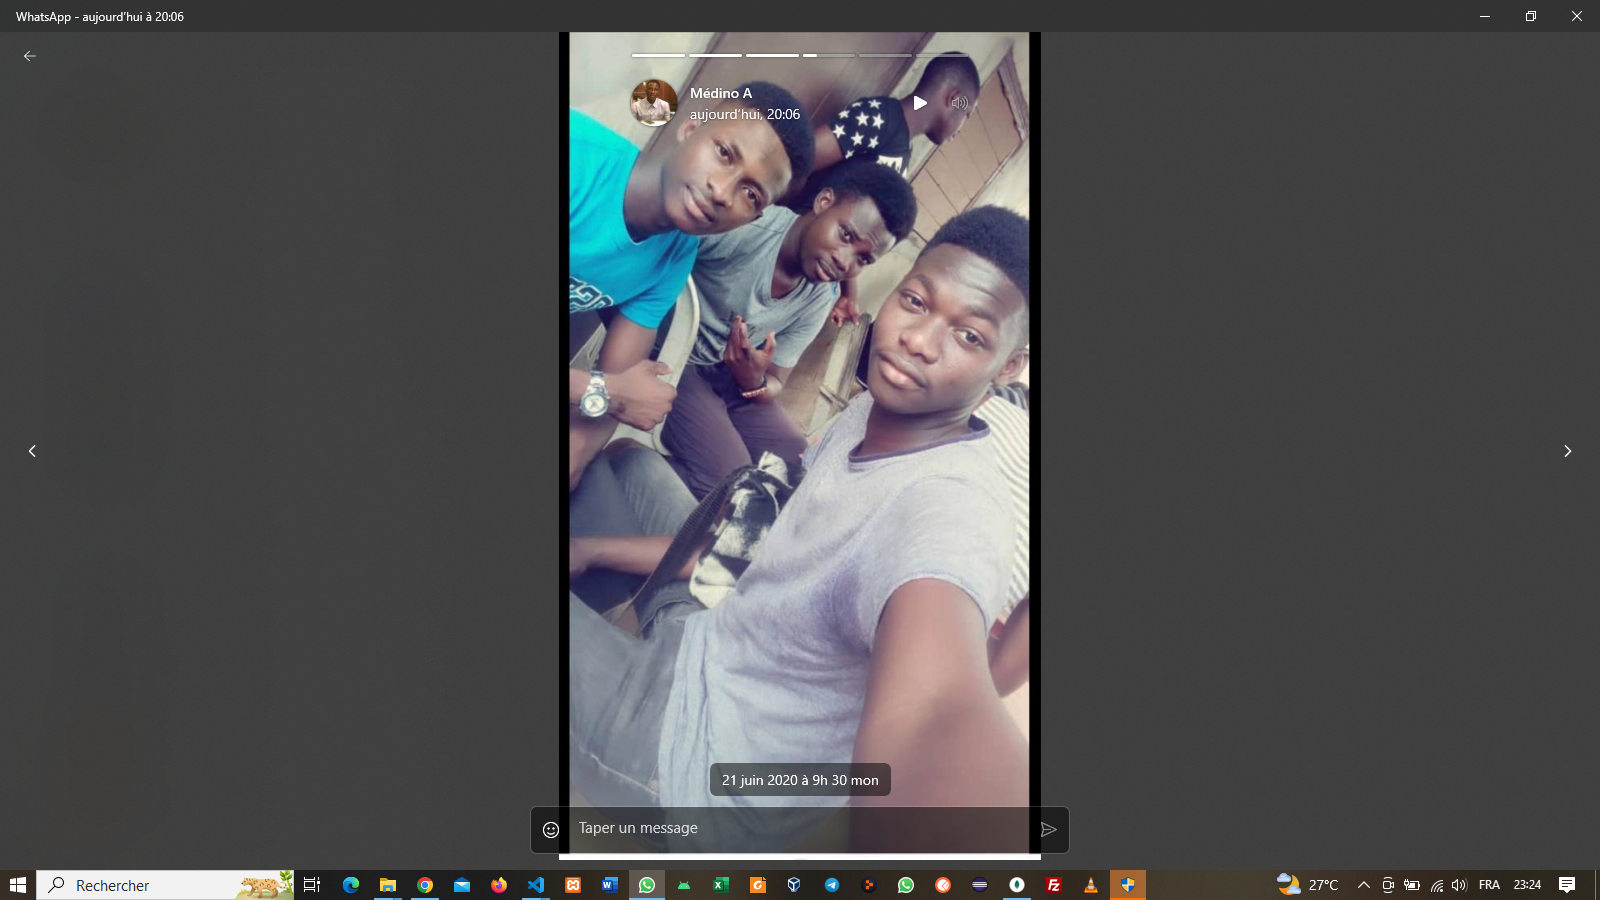 WhatsApp - aujourd'hui à 20:06
Médino A
aujourd'hui, 20:06
21 juin 2020 à 9h 30 mon
Taper un message
Rechercher
27°C
FRA
23:24